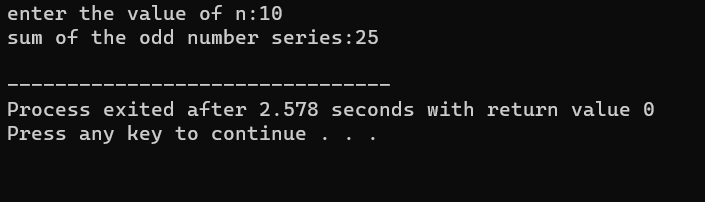 enter the value of n:10
sum of the odd number series:25
--------------------------------
Process exited after 2.578 seconds with return value 0
Press any key to continue . . .